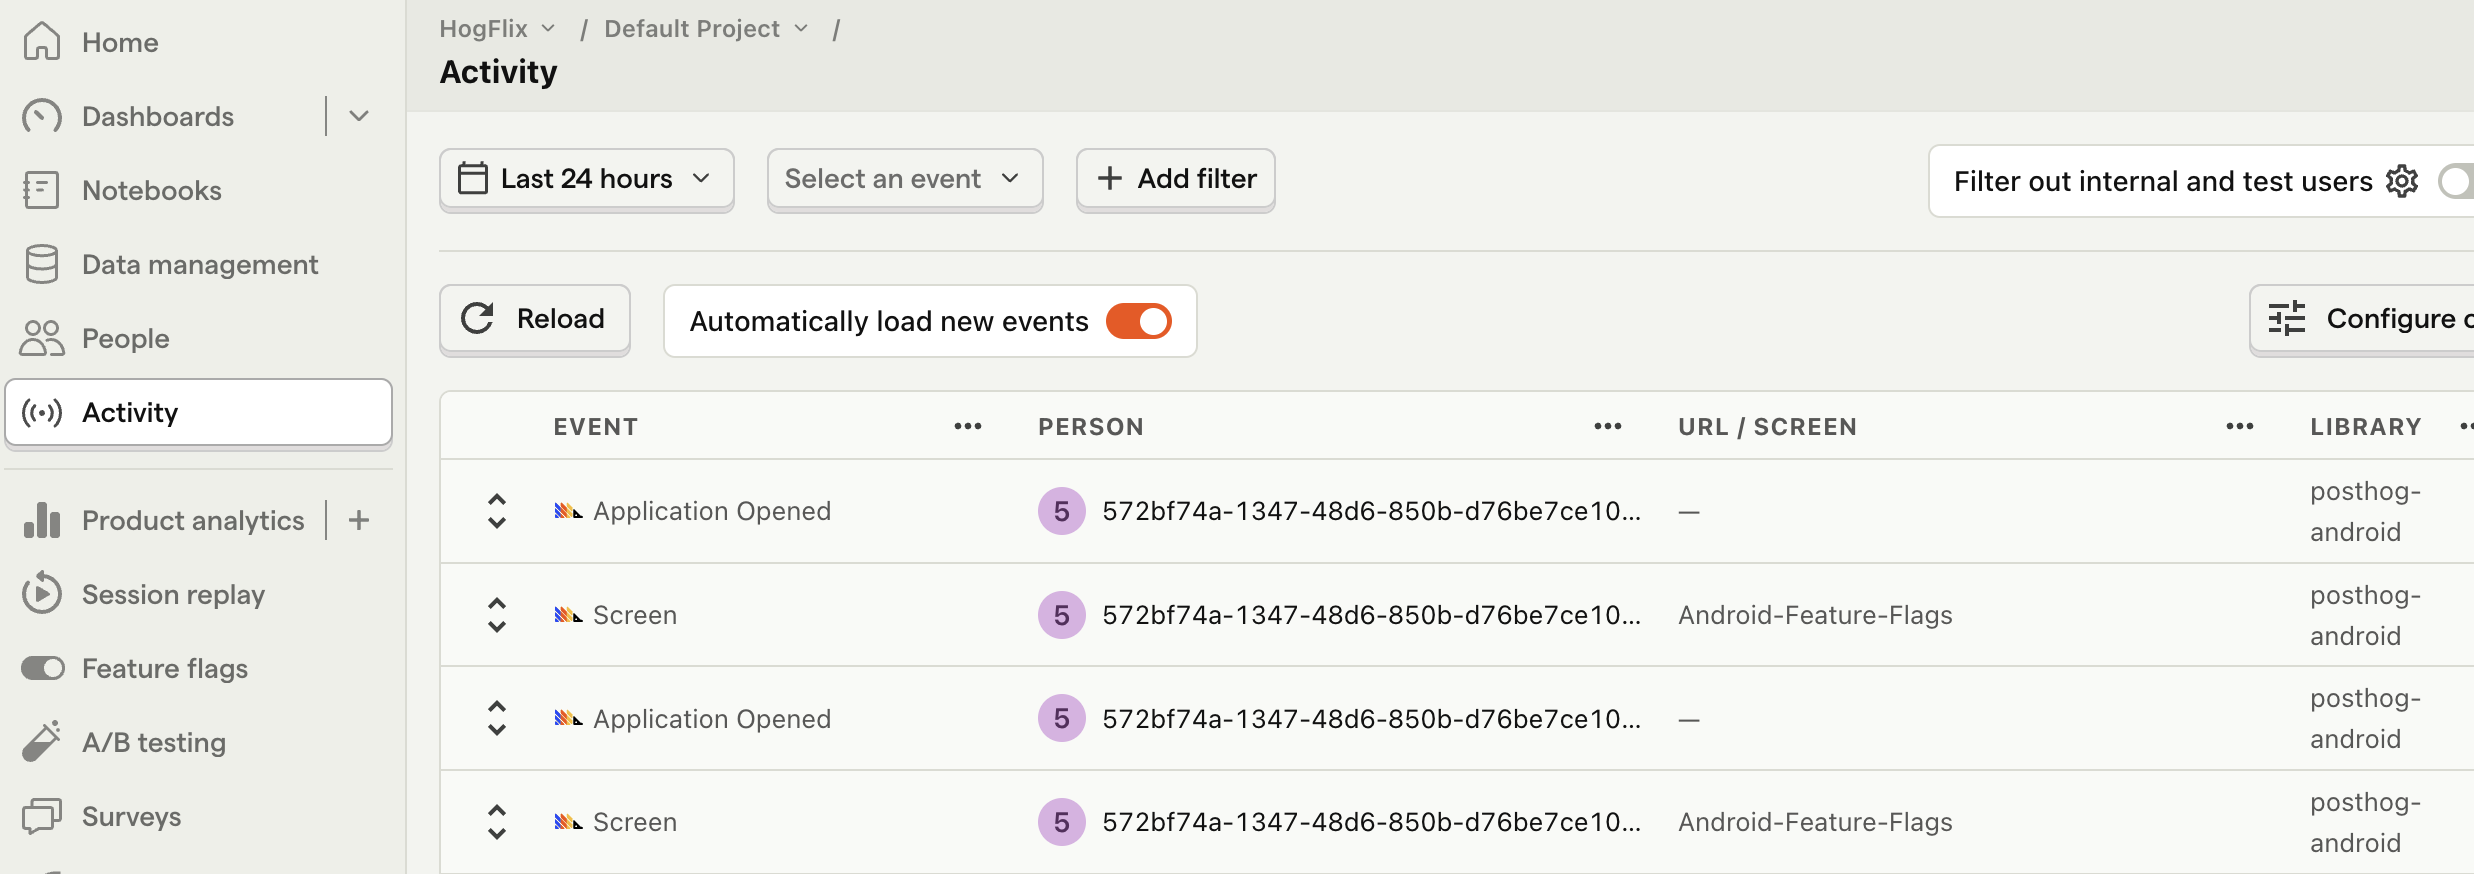 Home
Dashboards
Notebooks
Data management
People
Activity
Product analytics
Session replay
Feature flags
A/B testing
Surveys
HogFlix / Default Project /
Activity
Last 24 hours Select an event Add filter Filter out internal and test users
Reload Automatically load new events Configure
EVENT PERSON URL / SCREEN LIBRARY
Application Opened 5 572bf74a-1347-48d6-850b-d76be7ce10... — posthog-
android
Screen 5 572bf74a-1347-48d6-850b-d76be7ce10... Android-Feature-Flags posthog-
android
Application Opened 5 572bf74a-1347-48d6-850b-d76be7ce10... — posthog-
android
Screen 5 572bf74a-1347-48d6-850b-d76be7ce10... Android-Feature-Flags posthog-
android